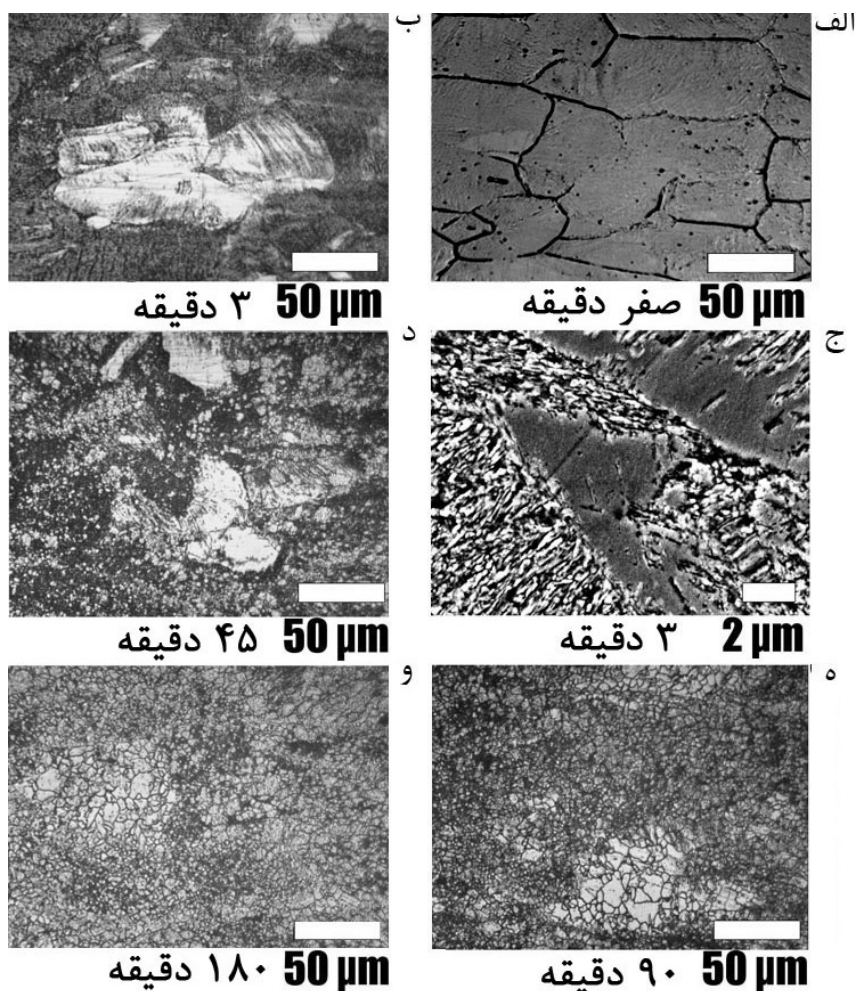 الف
ب
صفر دقیقه 50 µm
۳ دقیقه 50 µm
ج
د
۳ دقیقه 2 µm
۴۵ دقیقه 50 µm
ه
و
۹۰ دقیقه 50 µm
۱۸۰ دقیقه 50 µm